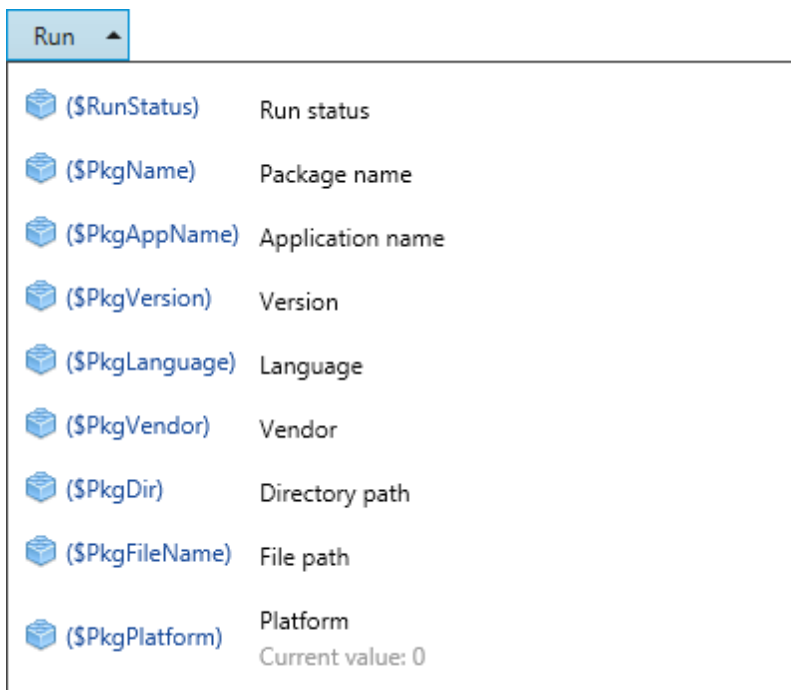 Run
($RunStatus) Run status
($PkgName) Package name
($PkgAppName) Application name
($PkgVersion) Version
($PkgLanguage) Language
($PkgVendor) Vendor
($PkgDir) Directory path
($PkgFileName) File path
($PkgPlatform) Platform
Current value: 0